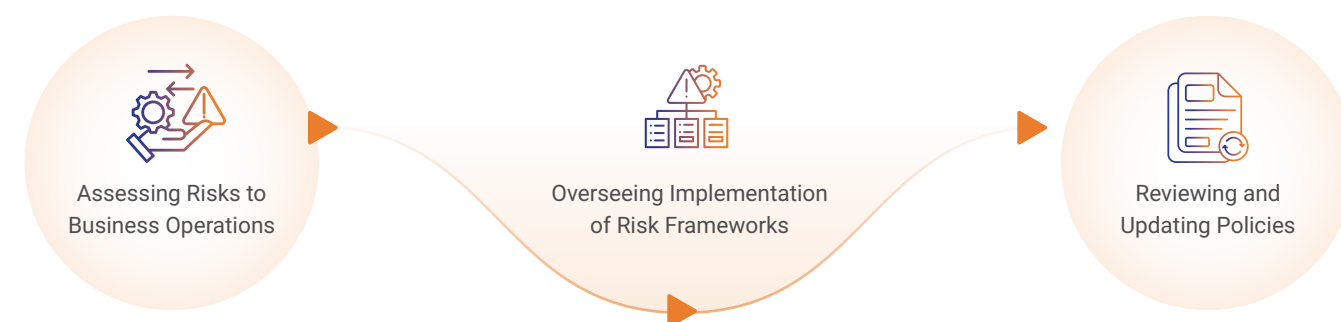 Assessing Risks to
Business Operations
Overseeing Implementation
of Risk Frameworks
Reviewing and
Updating Policies